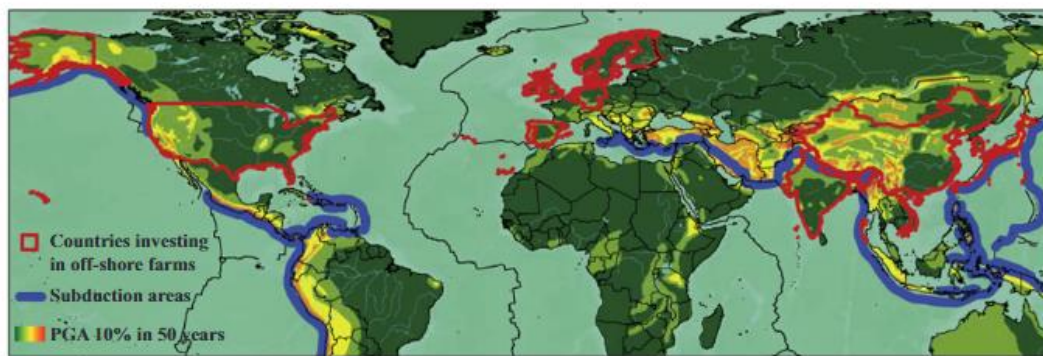 Countries investing
in off-shore farms
Subduction areas
PGA 10% in 50 years